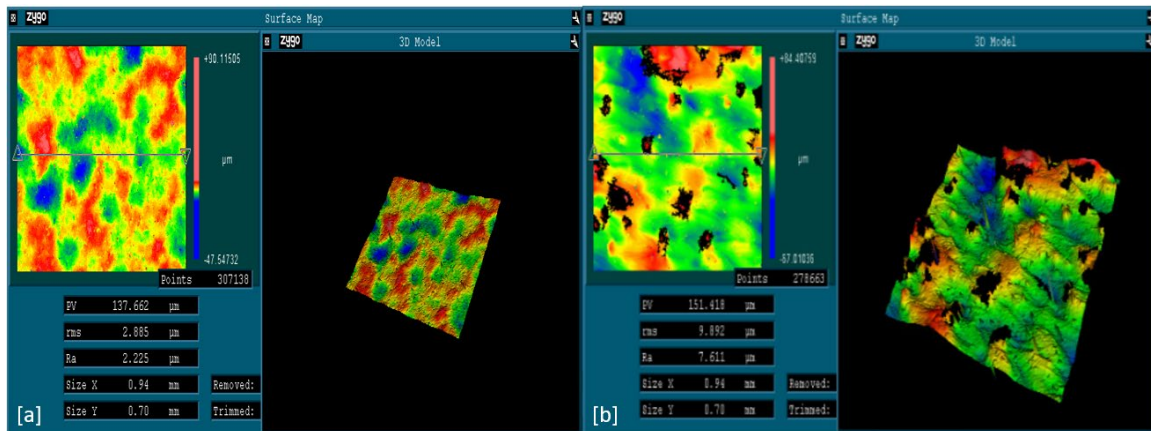 zygo Surface Map
zygo 3D Model
+90.11505
µm
-47.54732
Points 307138
PV 137.662 µm
rms 2.885 µm
Ra 2.225 µm
Size X 0.94 mm Removed:
Size Y 0.70 mm Trimmed:
[a]
zygo Surface Map
zygo 3D Model
+84.40759
µm
-67.01036
Points 278663
PV 151.418 µm
rms 9.892 µm
Ra 7.611 µm
Size X 0.94 mm Removed:
Size Y 0.70 mm Trimmed:
[b]